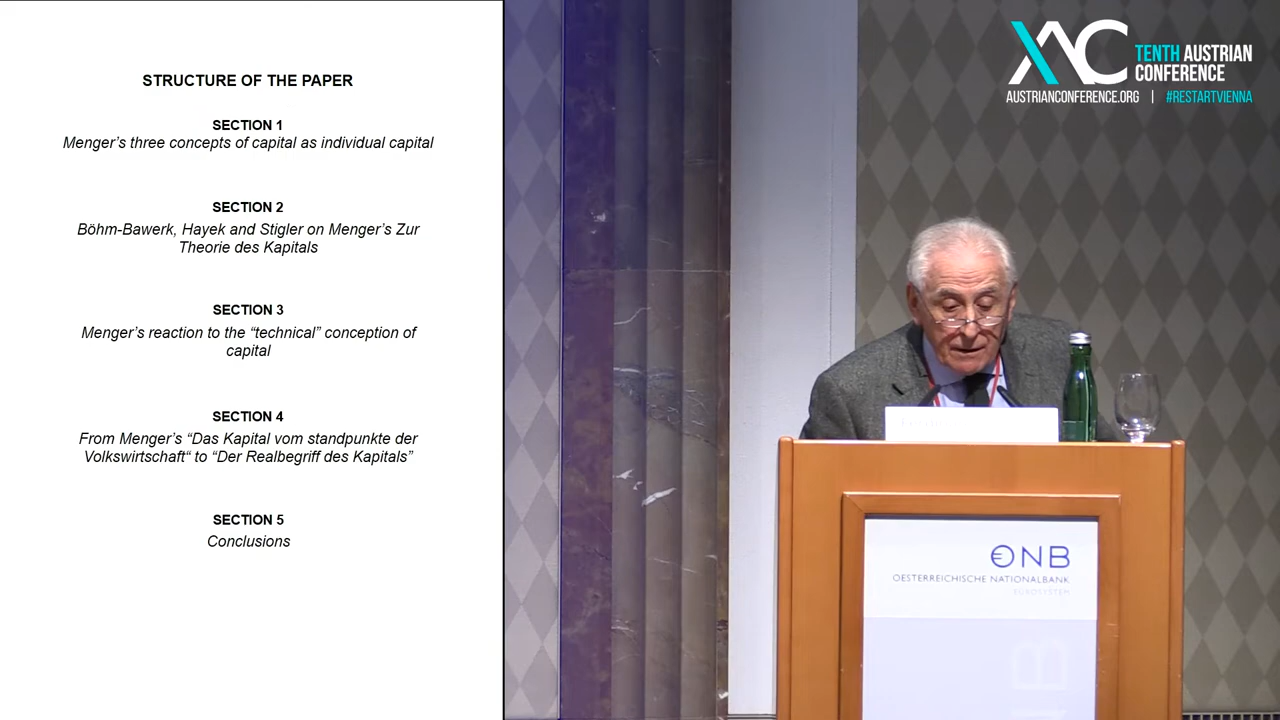 STRUCTURE OF THE PAPER
SECTION 1
Menger's three concepts of capital as individual capital
SECTION 2
Böhm-Bawerk, Hayek and Stigler on Menger's Zur
Theorie des Kapitals
SECTION 3
Menger's reaction to the “technical” conception of
capital
SECTION 4
From Menger's “Das Kapital vom standpunkte der
Volkswirtschaft“ to “Der Realbegriff des Kapitals”
SECTION 5
Conclusions
XAC
TENTH AUSTRIAN
CONFERENCE
AUSTRIANCONFERENCE.ORG | #RESTARTVIENNA
ONB
OESTERREICHISCHE NATIONALBANK
EUROSYSTEM